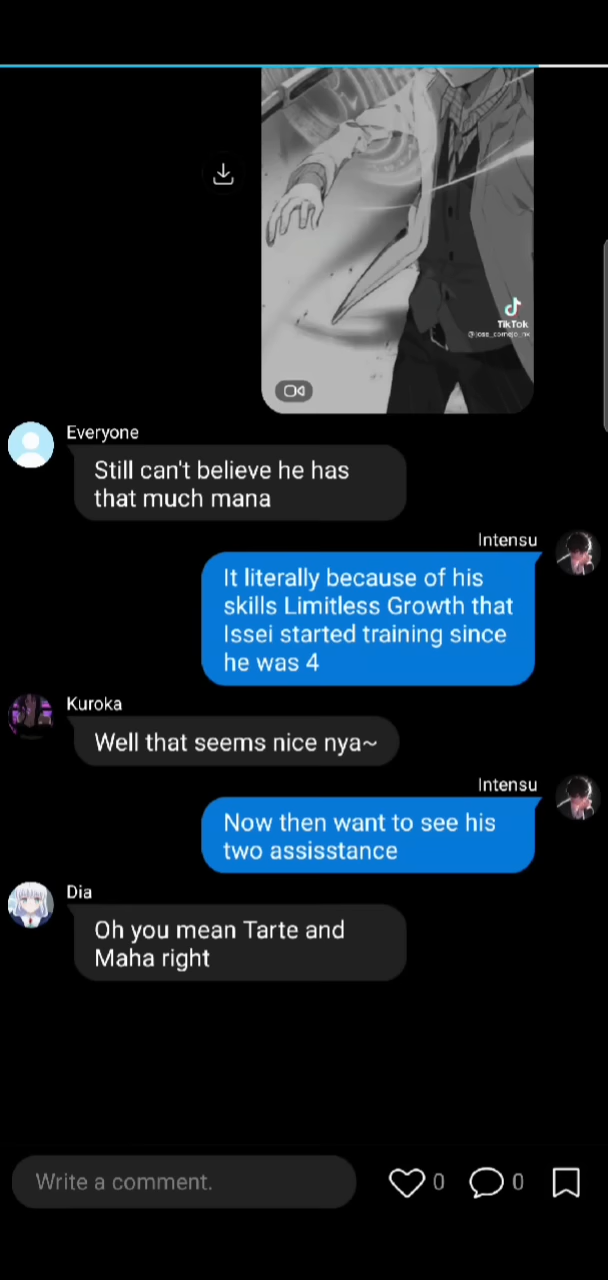 TikTok
Everyone
Still can't believe he has
that much mana
Intensu
It literally because of his
skills Limitless Growth that
Issei started training since
he was 4
Kuroka
Well that seems nice nya~
Intensu
Now then want to see his
two assisstance
Dia
Oh you mean Tarte and
Maha right
Write a comment.
0
0